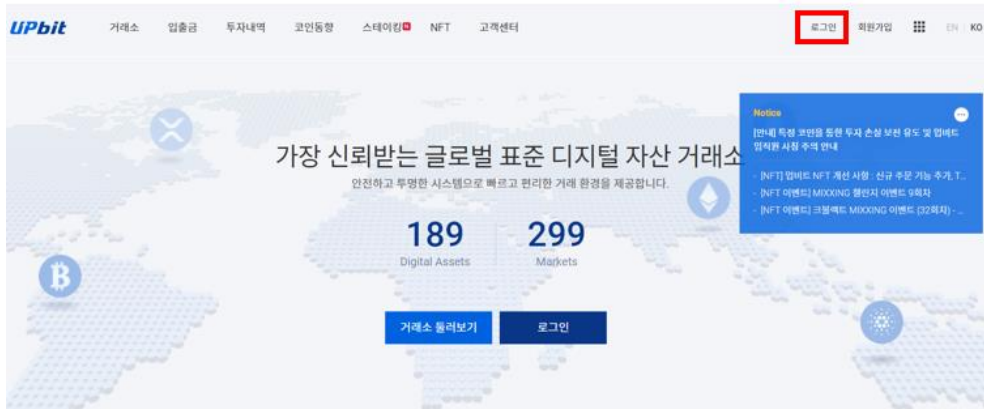 UPbit
거래소 입출금 투자내역 코인동향 스테이킹 NFT 고객센터
로그인 회원가입 EN KO
Notice
[안내] 특정 코인을 통한 투자 손실 보전 유도 및 업비트
임직원 사칭 주의 안내
- [NFT] 업비트 NFT 개선 사항 : 신규 주문 기능 추가, T...
- [NFT 이벤트] MIXXING 챌린지 이벤트 9회차
- [NFT 이벤트] 크블랙트 MIXXING 이벤트 (32회차) - ...
가장 신뢰받는 글로벌 표준 디지털 자산 거래소
안전하고 투명한 시스템으로 빠르고 편리한 거래 환경을 제공합니다.
189 299
Digital Assets Markets
거래소 둘러보기 로그인